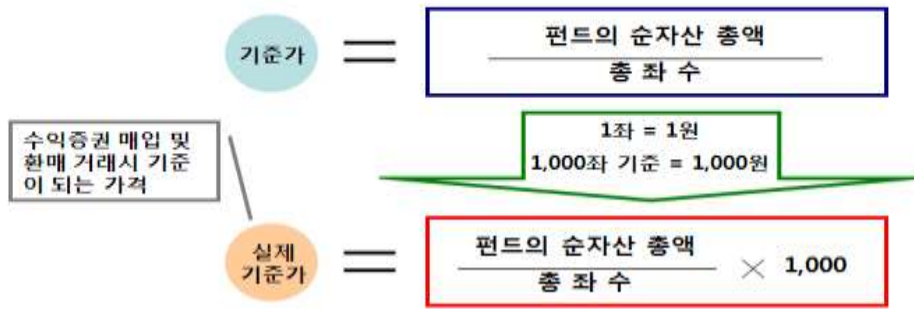 기준가
=
펀드의 순자산 총액
총 좌 수
수익증권 매입 및
환매 거래시 기준
이 되는 가격
1좌 = 1원
1,000좌 기준 = 1,000원
실제
기준가
=
펀드의 순자산 총액
총 좌 수
× 1,000